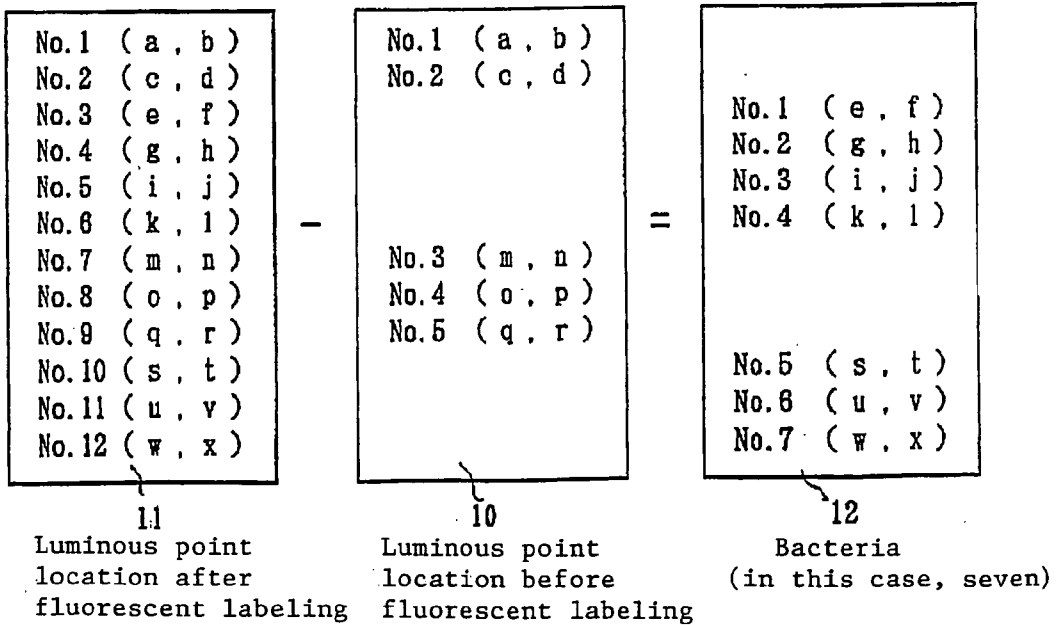 No. 1 ( a , b )
No. 2 ( c , d )
No. 3 ( e , f )
No. 4 ( g , h )
No. 5 ( i , j )
No. 6 ( k , l )
No. 7 ( m , n )
No. 8 ( o , p )
No. 9 ( q , r )
No. 10 ( s , t )
No. 11 ( u , v )
No. 12 ( w , x )
11
Luminous point
location after
fluorescent labeling
−
No. 1 ( a , b )
No. 2 ( c , d )
No. 3 ( m , n )
No. 4 ( o , p )
No. 5 ( q , r )
10
Luminous point
location before
fluorescent labeling
=
No. 1 ( e , f )
No. 2 ( g , h )
No. 3 ( i , j )
No. 4 ( k , l )
No. 5 ( s , t )
No. 6 ( u , v )
No. 7 ( w , x )
12
Bacteria
(in this case, seven)